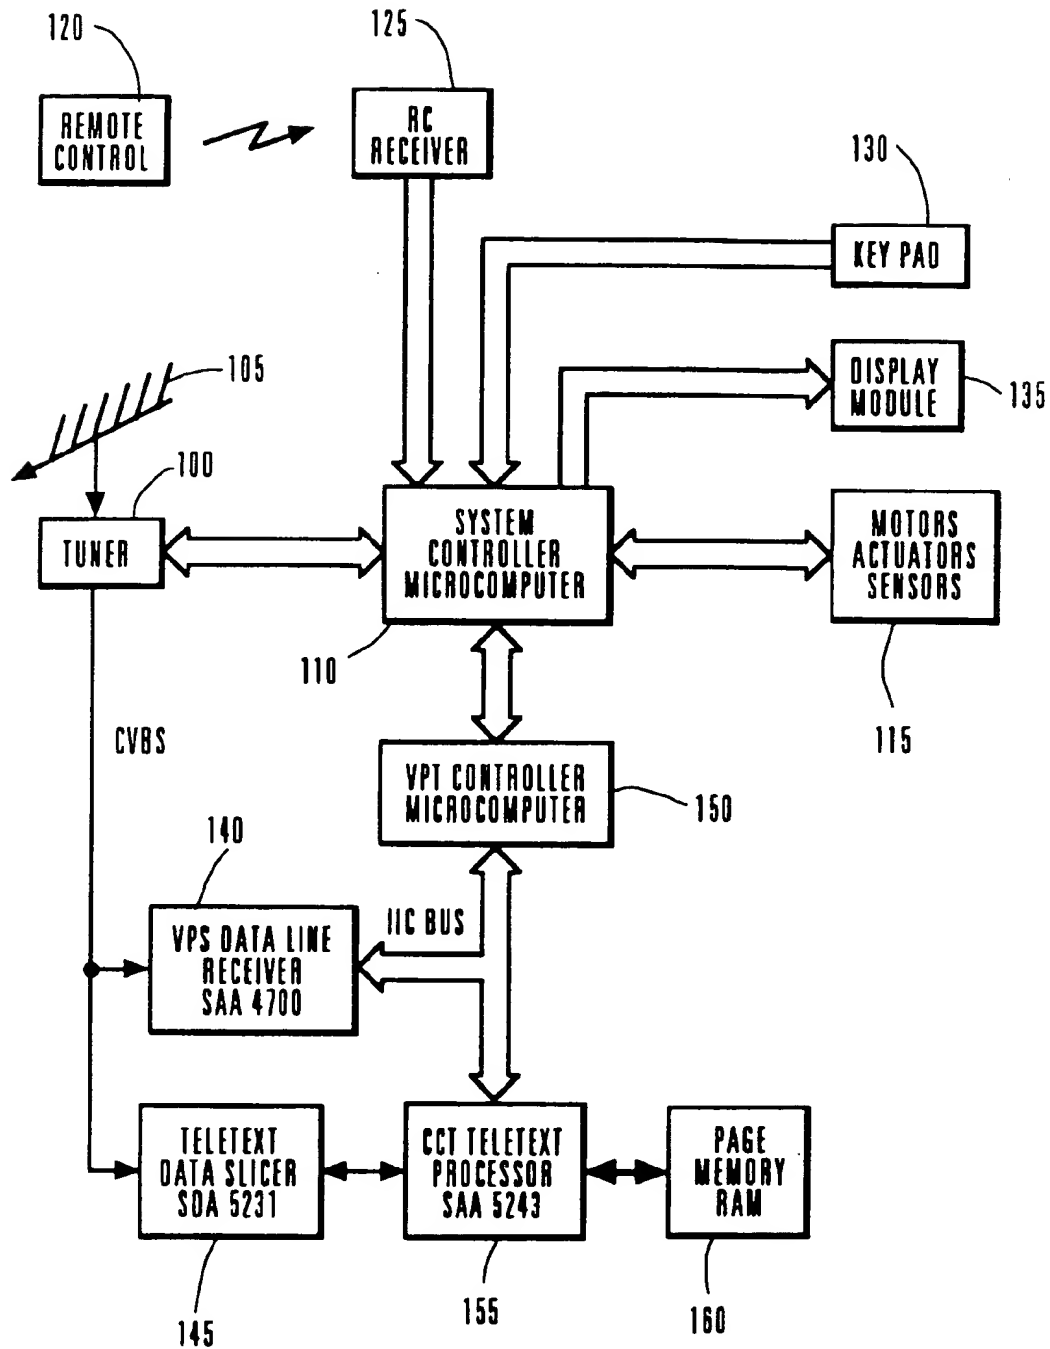 120
125
REMOTE
CONTROL
RC
RECEIVER
130
KEY PAD
105
DISPLAY
MODULE
135
100
TUNER
SYSTEM
CONTROLLER
MICROCOMPUTER
MOTORS
ACTUATORS
SENSORS
110
115
CVBS
VPT CONTROLLER
MICROCOMPUTER
150
140
IIC BUS
VPS DATA LINE
RECEIVER
SAA 4700
TELETEXT
DATA SLICER
SDA 5231
CCT TELETEXT
PROCESSOR
SAA 5243
PAGE
MEMORY
RAM
145
155
160